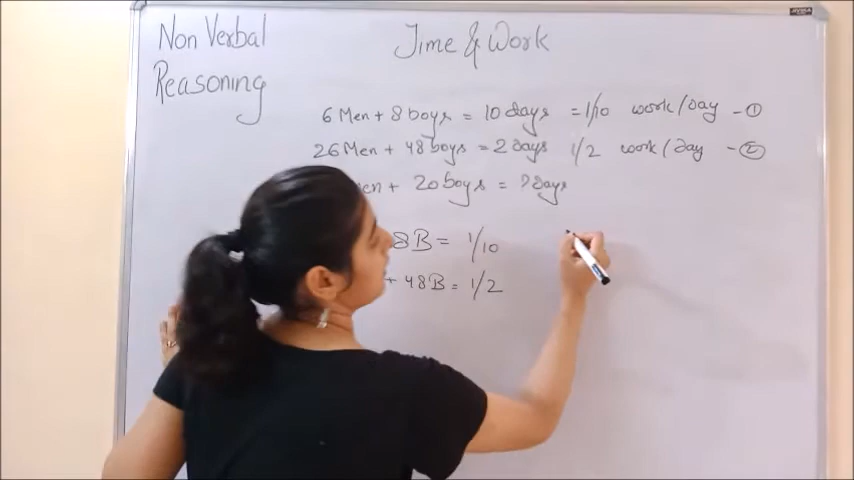 Non Verbal
Reasoning
Time & Work
6 Men + 8 boys = 10 days = 1/10 work/day - ①
26 Men + 48 boys = 2 days 1/2 work/day - ②
en + 20 boys = ? days
8B = 1/10
+ 48B = 1/2